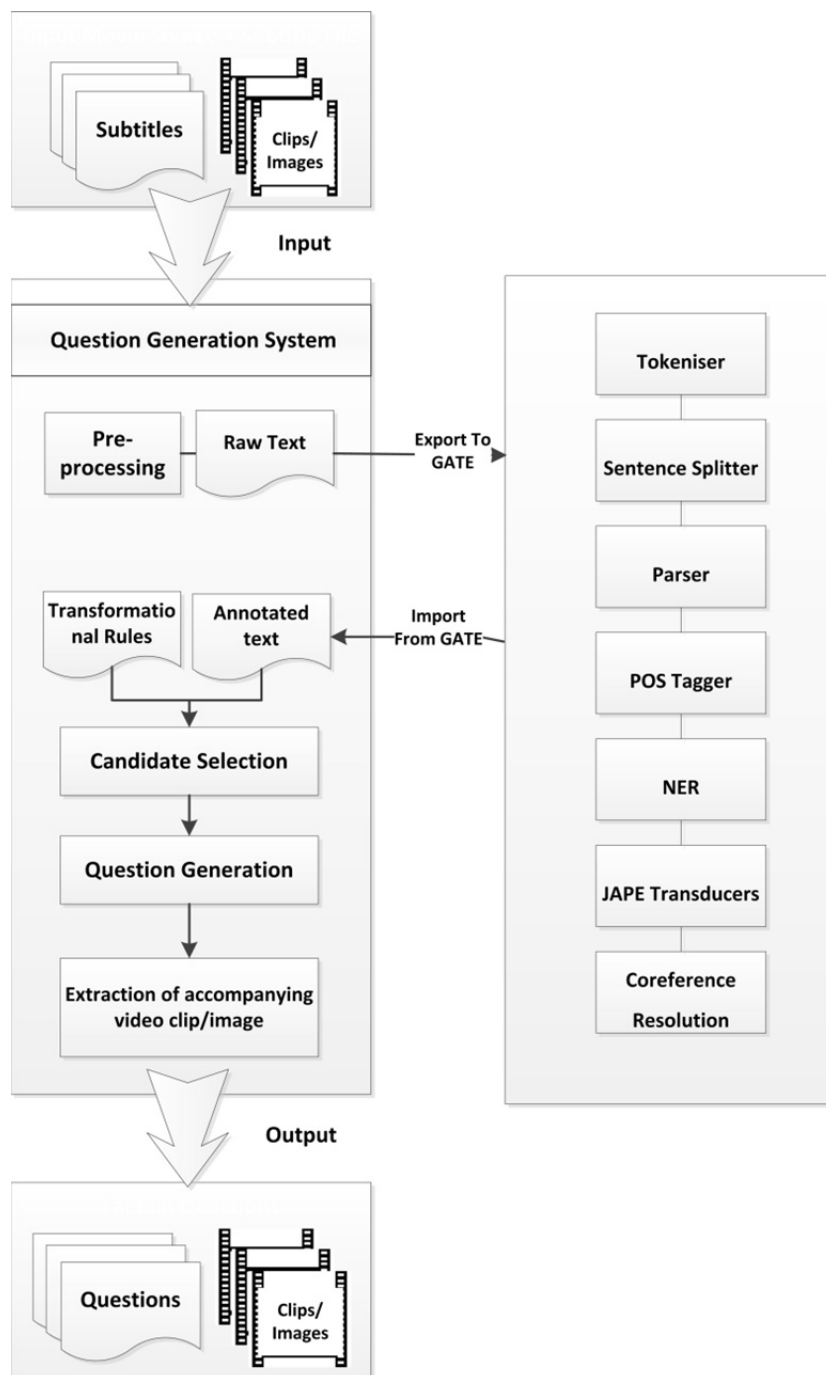 Subtitles
Clips/
Images
Input
Question Generation System
Pre-
processing
Raw Text
Export To
GATE
Transformatio
nal Rules
Annotated
text
Import
From GATE
Candidate Selection
Question Generation
Extraction of accompanying
video clip/image
Tokeniser
Sentence Splitter
Parser
POS Tagger
NER
JAPE Transducers
Coreference
Resolution
Output
Questions
Clips/
Images